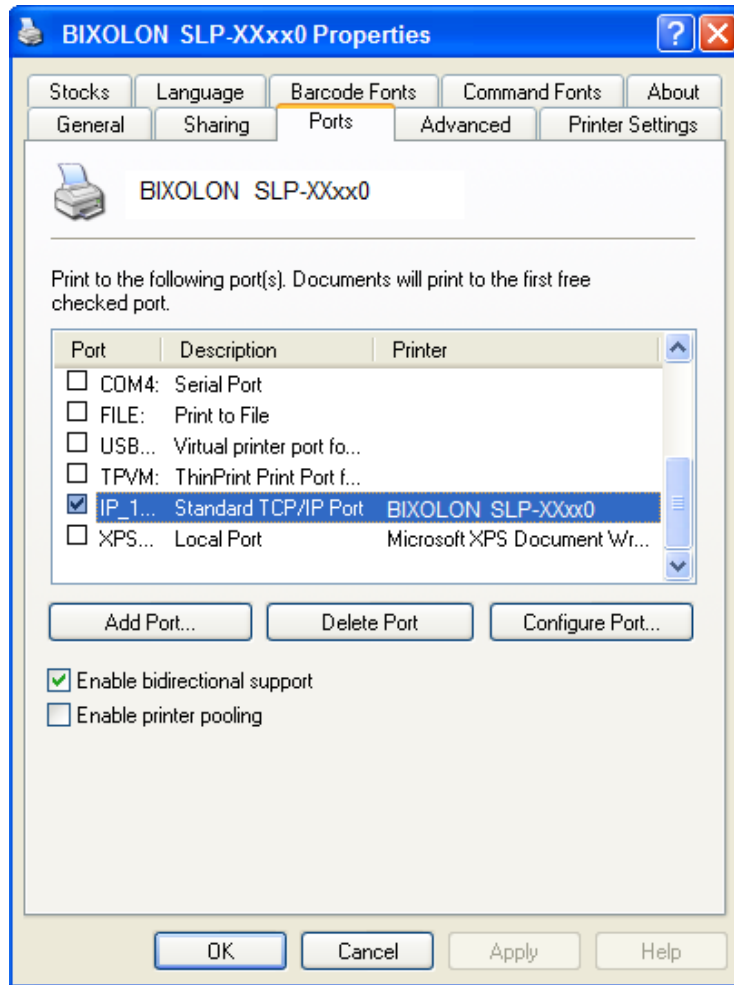 BIXOLON SLP-XXxx0 Properties
Stocks Language Barcode Fonts Command Fonts About
General Sharing Ports Advanced Printer Settings
BIXOLON SLP-XXxx0
Print to the following port(s). Documents will print to the first free
checked port.
Port Description Printer
COM4: Serial Port
FILE: Print to File
USB... Virtual printer port fo...
TPVM: ThinPrint Print Port f...
IP_1... Standard TCP/IP Port BIXOLON SLP-XXxx0
XPS... Local Port Microsoft XPS Document Wr...
Add Port... Delete Port Configure Port...
Enable bidirectional support
Enable printer pooling
OK Cancel Apply Help